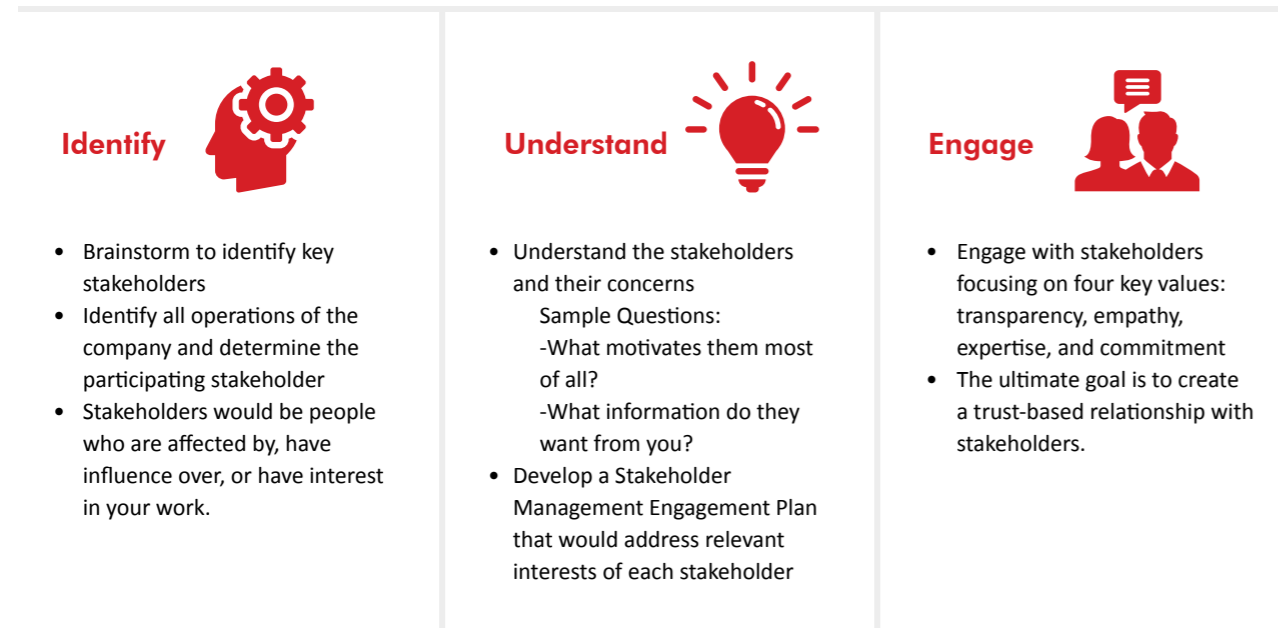 Identify
• Brainstorm to identify key
stakeholders
• Identify all operations of the
company and determine the
participating stakeholder
• Stakeholders would be people
who are affected by, have
influence over, or have interest
in your work.
Understand
• Understand the stakeholders
and their concerns
Sample Questions:
-What motivates them most
of all?
-What information do they
want from you?
• Develop a Stakeholder
Management Engagement Plan
that would address relevant
interests of each stakeholder
Engage
• Engage with stakeholders
focusing on four key values:
transparency, empathy,
expertise, and commitment
• The ultimate goal is to create
a trust-based relationship with
stakeholders.